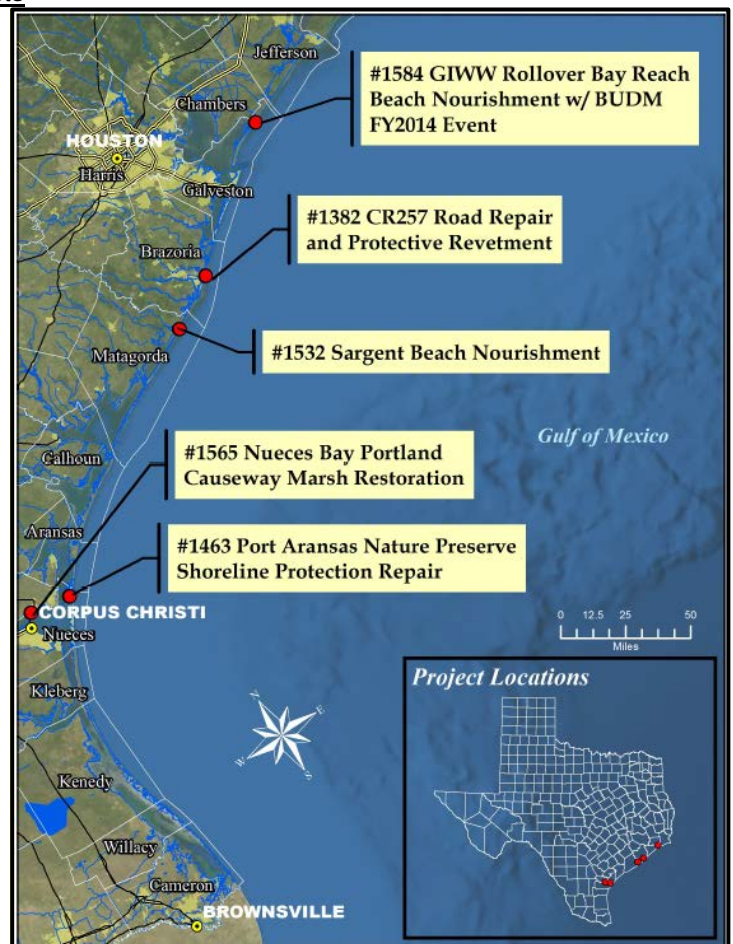 Jefferson
#1584 GIWW Rollover Bay Reach
Beach Nourishment w/ BUDM
FY2014 Event
Chambers
HOUSTON
Harris
Galveston
#1382 CR257 Road Repair
and Protective Revetment
Brazoria
#1532 Sargent Beach Nourishment
Matagorda
Gulf of Mexico
#1565 Nueces Bay Portland
Causeway Marsh Restoration
Calhoun
Aransas
#1463 Port Aransas Nature Preserve
Shoreline Protection Repair
CORPUS CHRISTI
Nueces
0 12.5 25 50
Miles
Kleberg
Project Locations
N
E
W
S
Kenedy
Willacy
Cameron
BROWNSVILLE